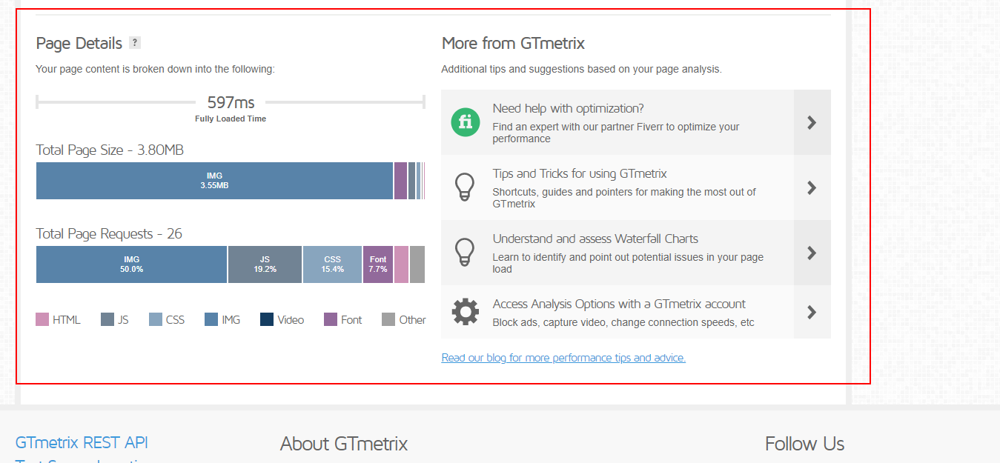 Page Details ?
Your page content is broken down into the following:
597ms
Fully Loaded Time
Total Page Size - 3.80MB
IMG
3.55MB
Total Page Requests - 26
IMG
50.0%
JS
19.2%
CSS
15.4%
Font
7.7%
HTML
JS
CSS
IMG
Video
Font
Other
More from GTmetrix
Additional tips and suggestions based on your page analysis.
fi
Need help with optimization?
Find an expert with our partner Fiverr to optimize your
performance
Tips and Tricks for using GTmetrix
Shortcuts, guides and pointers for making the most out of
GTmetrix
Understand and assess Waterfall Charts
Learn to identify and point out potential issues in your page
load
Access Analysis Options with a GTmetrix account
Block ads, capture video, change connection speeds, etc
Read our blog for more performance tips and advice.
GTmetrix REST API
About GTmetrix
Follow Us